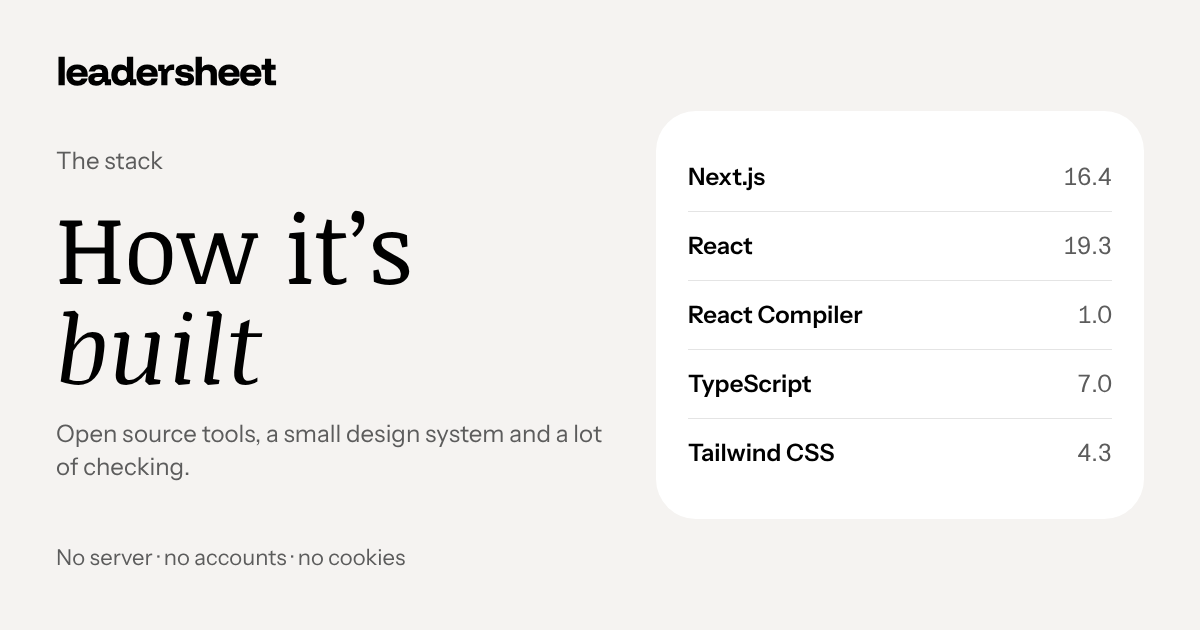 leadersheet
The stack
How it’s
built
Open source tools, a small design system and a lot
of checking.
No server · no accounts · no cookies
Next.js 16.4
React 19.3
React Compiler 1.0
TypeScript 7.0
Tailwind CSS 4.3